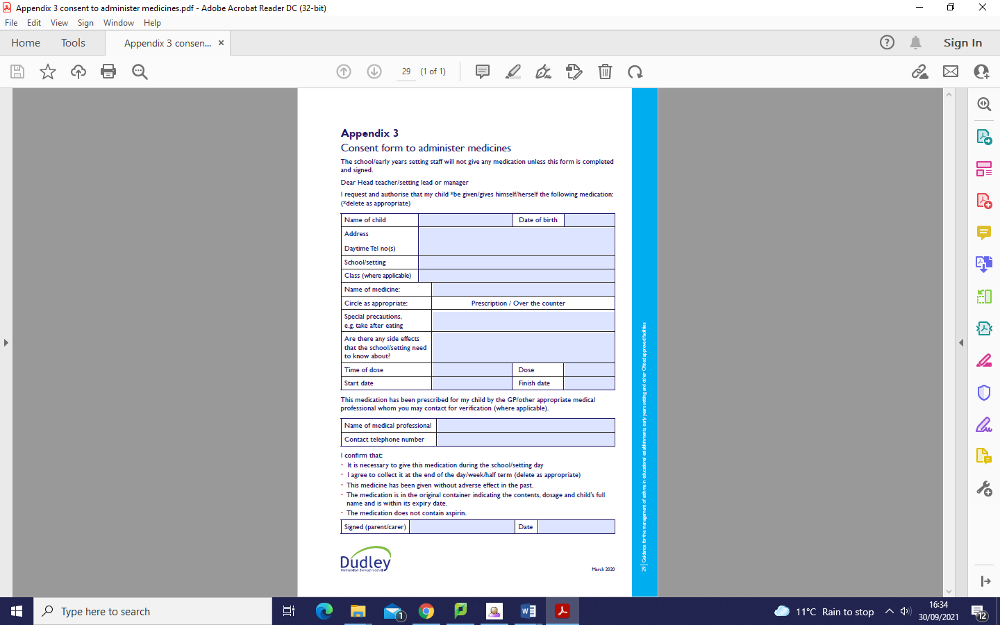 Appendix 3 consent to administer medicines.pdf - Adobe Acrobat Reader DC (32-bit)
File Edit View Sign Window Help
Home Tools Appendix 3 consen... × Sign In
29 (1 of 1)
Appendix 3
Consent form to administer medicines
The school/early years setting staff will not give any medication unless this form is completed
and signed.
Dear Head teacher/setting lead or manager
I request and authorise that my child *be given/gives himself/herself the following medication:
(*delete as appropriate)
Name of child Date of birth
Address
Daytime Tel no(s)
School/setting
Class (where applicable)
Name of medicine:
Circle as appropriate: Prescription / Over the counter
Special precautions,
e.g. take after eating
Are there any side effects
that the school/setting need
to know about?
Time of dose Dose
Start date Finish date
This medication has been prescribed for my child by the GP/other appropriate medical
professional whom you may contact for verification (where applicable).
Name of medical professional
Contact telephone number
I confirm that:
- It is necessary to give this medication during the school/setting day
- I agree to collect it at the end of the day/week/half term (delete as appropriate)
- This medicine has been given without adverse effect in the past.
- The medication is in the original container indicating the contents, dosage and child's full
name and is within its expiry date.
- The medication does not contain aspirin.
Signed (parent/carer) Date
Dudley
Metropolitan Borough Council
March 2020
29 | Guidance for the management of asthma in educational establishments, early years setting and other Ofsted approved facilities
Type here to search
1
11°C Rain to stop
16:34
30/09/2021
12